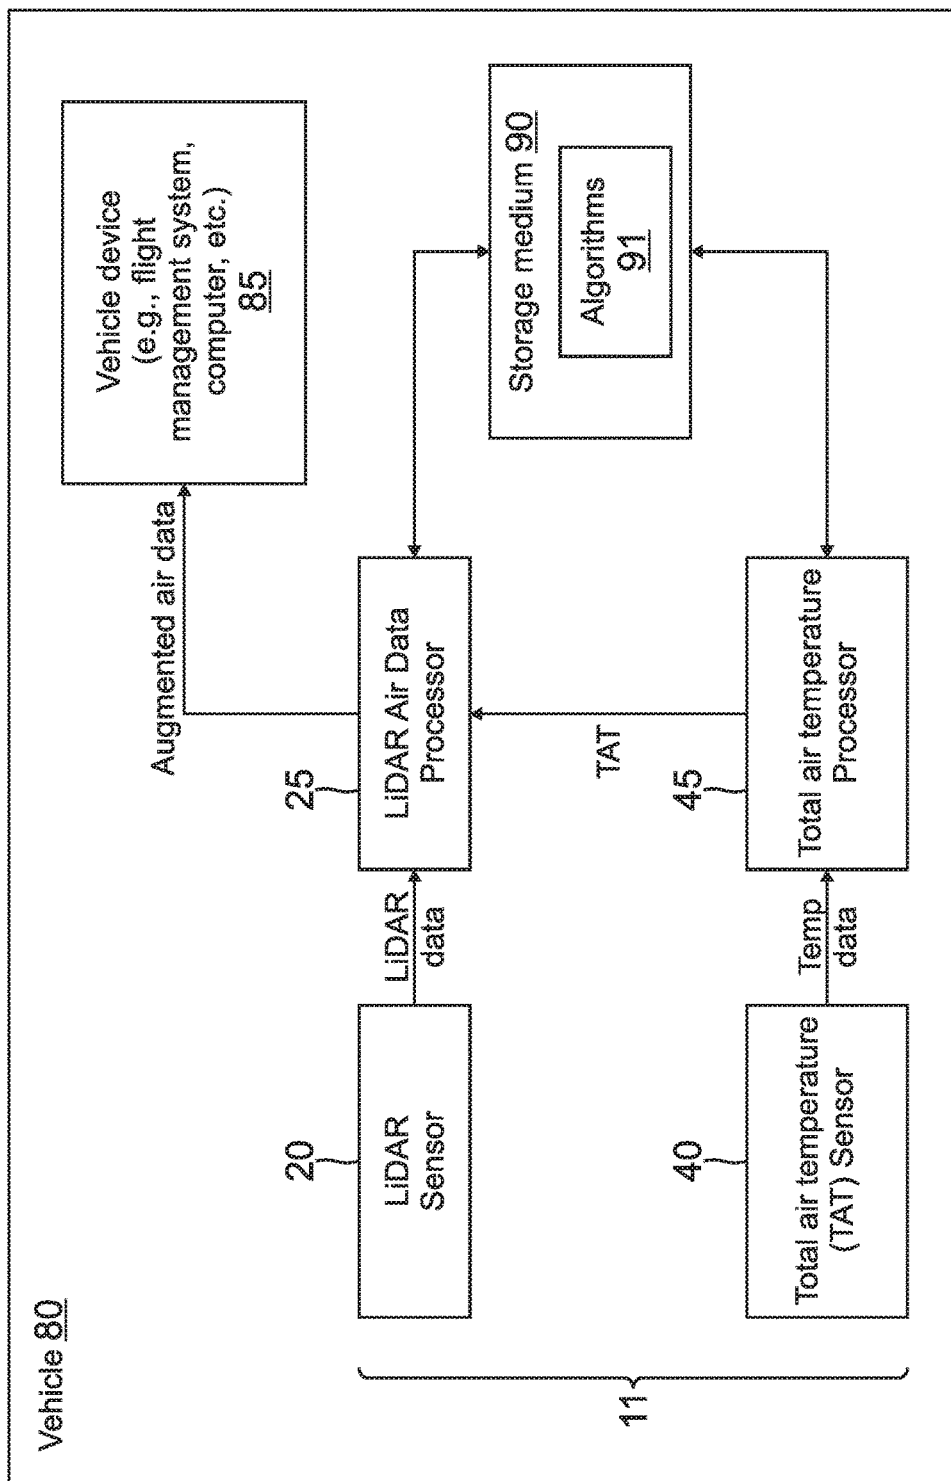 Vehicle 80
11
20
LiDAR
Sensor
LiDAR
data
25
LiDAR Air Data
Processor
Augmented air data
Vehicle device
(e.g., flight
management system,
computer, etc.)
85
40
Total air temperature
(TAT) Sensor
Temp
data
45
Total air temperature
Processor
TAT
Storage medium 90
Algorithms
91